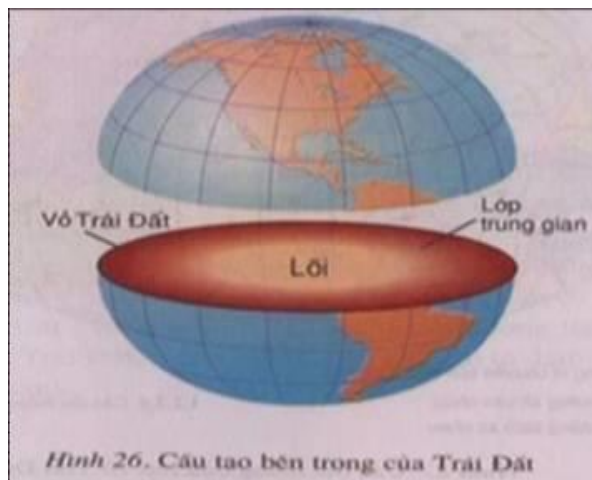 Vỏ Trái Đất
Lớp
trung gian
Lõi
Hình 26. Cấu tạo bên trong của Trái Đất